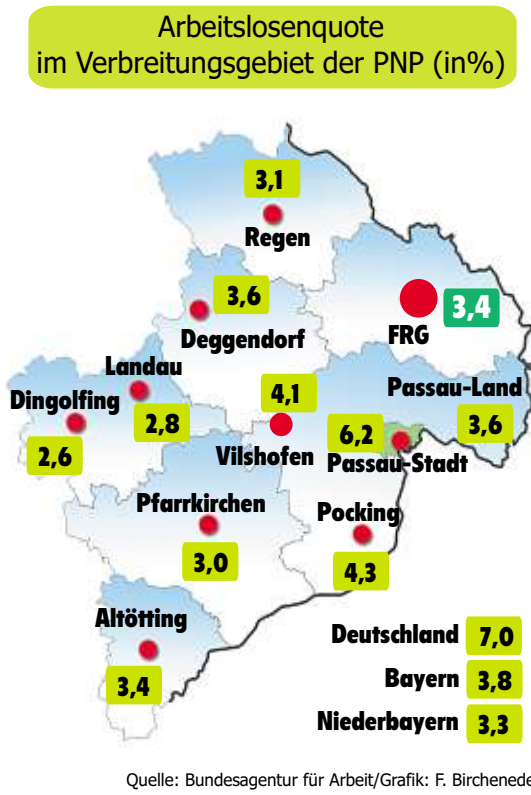 Arbeitslosenquote
im Verbreitungsgebiet der PNP (in%)
3,1
Regen
3,6
Deggendorf
3,4
FRG
Landau
2,8
Dingolfing
2,6
4,1
Vilshofen
Passau-Land
3,6
6,2
Passau-Stadt
Pfarrkirchen
3,0
Pocking
4,3
Altötting
3,4
Deutschland 7,0
Bayern 3,8
Niederbayern 3,3
Quelle: Bundesagentur für Arbeit/Grafik: F. Birchenede